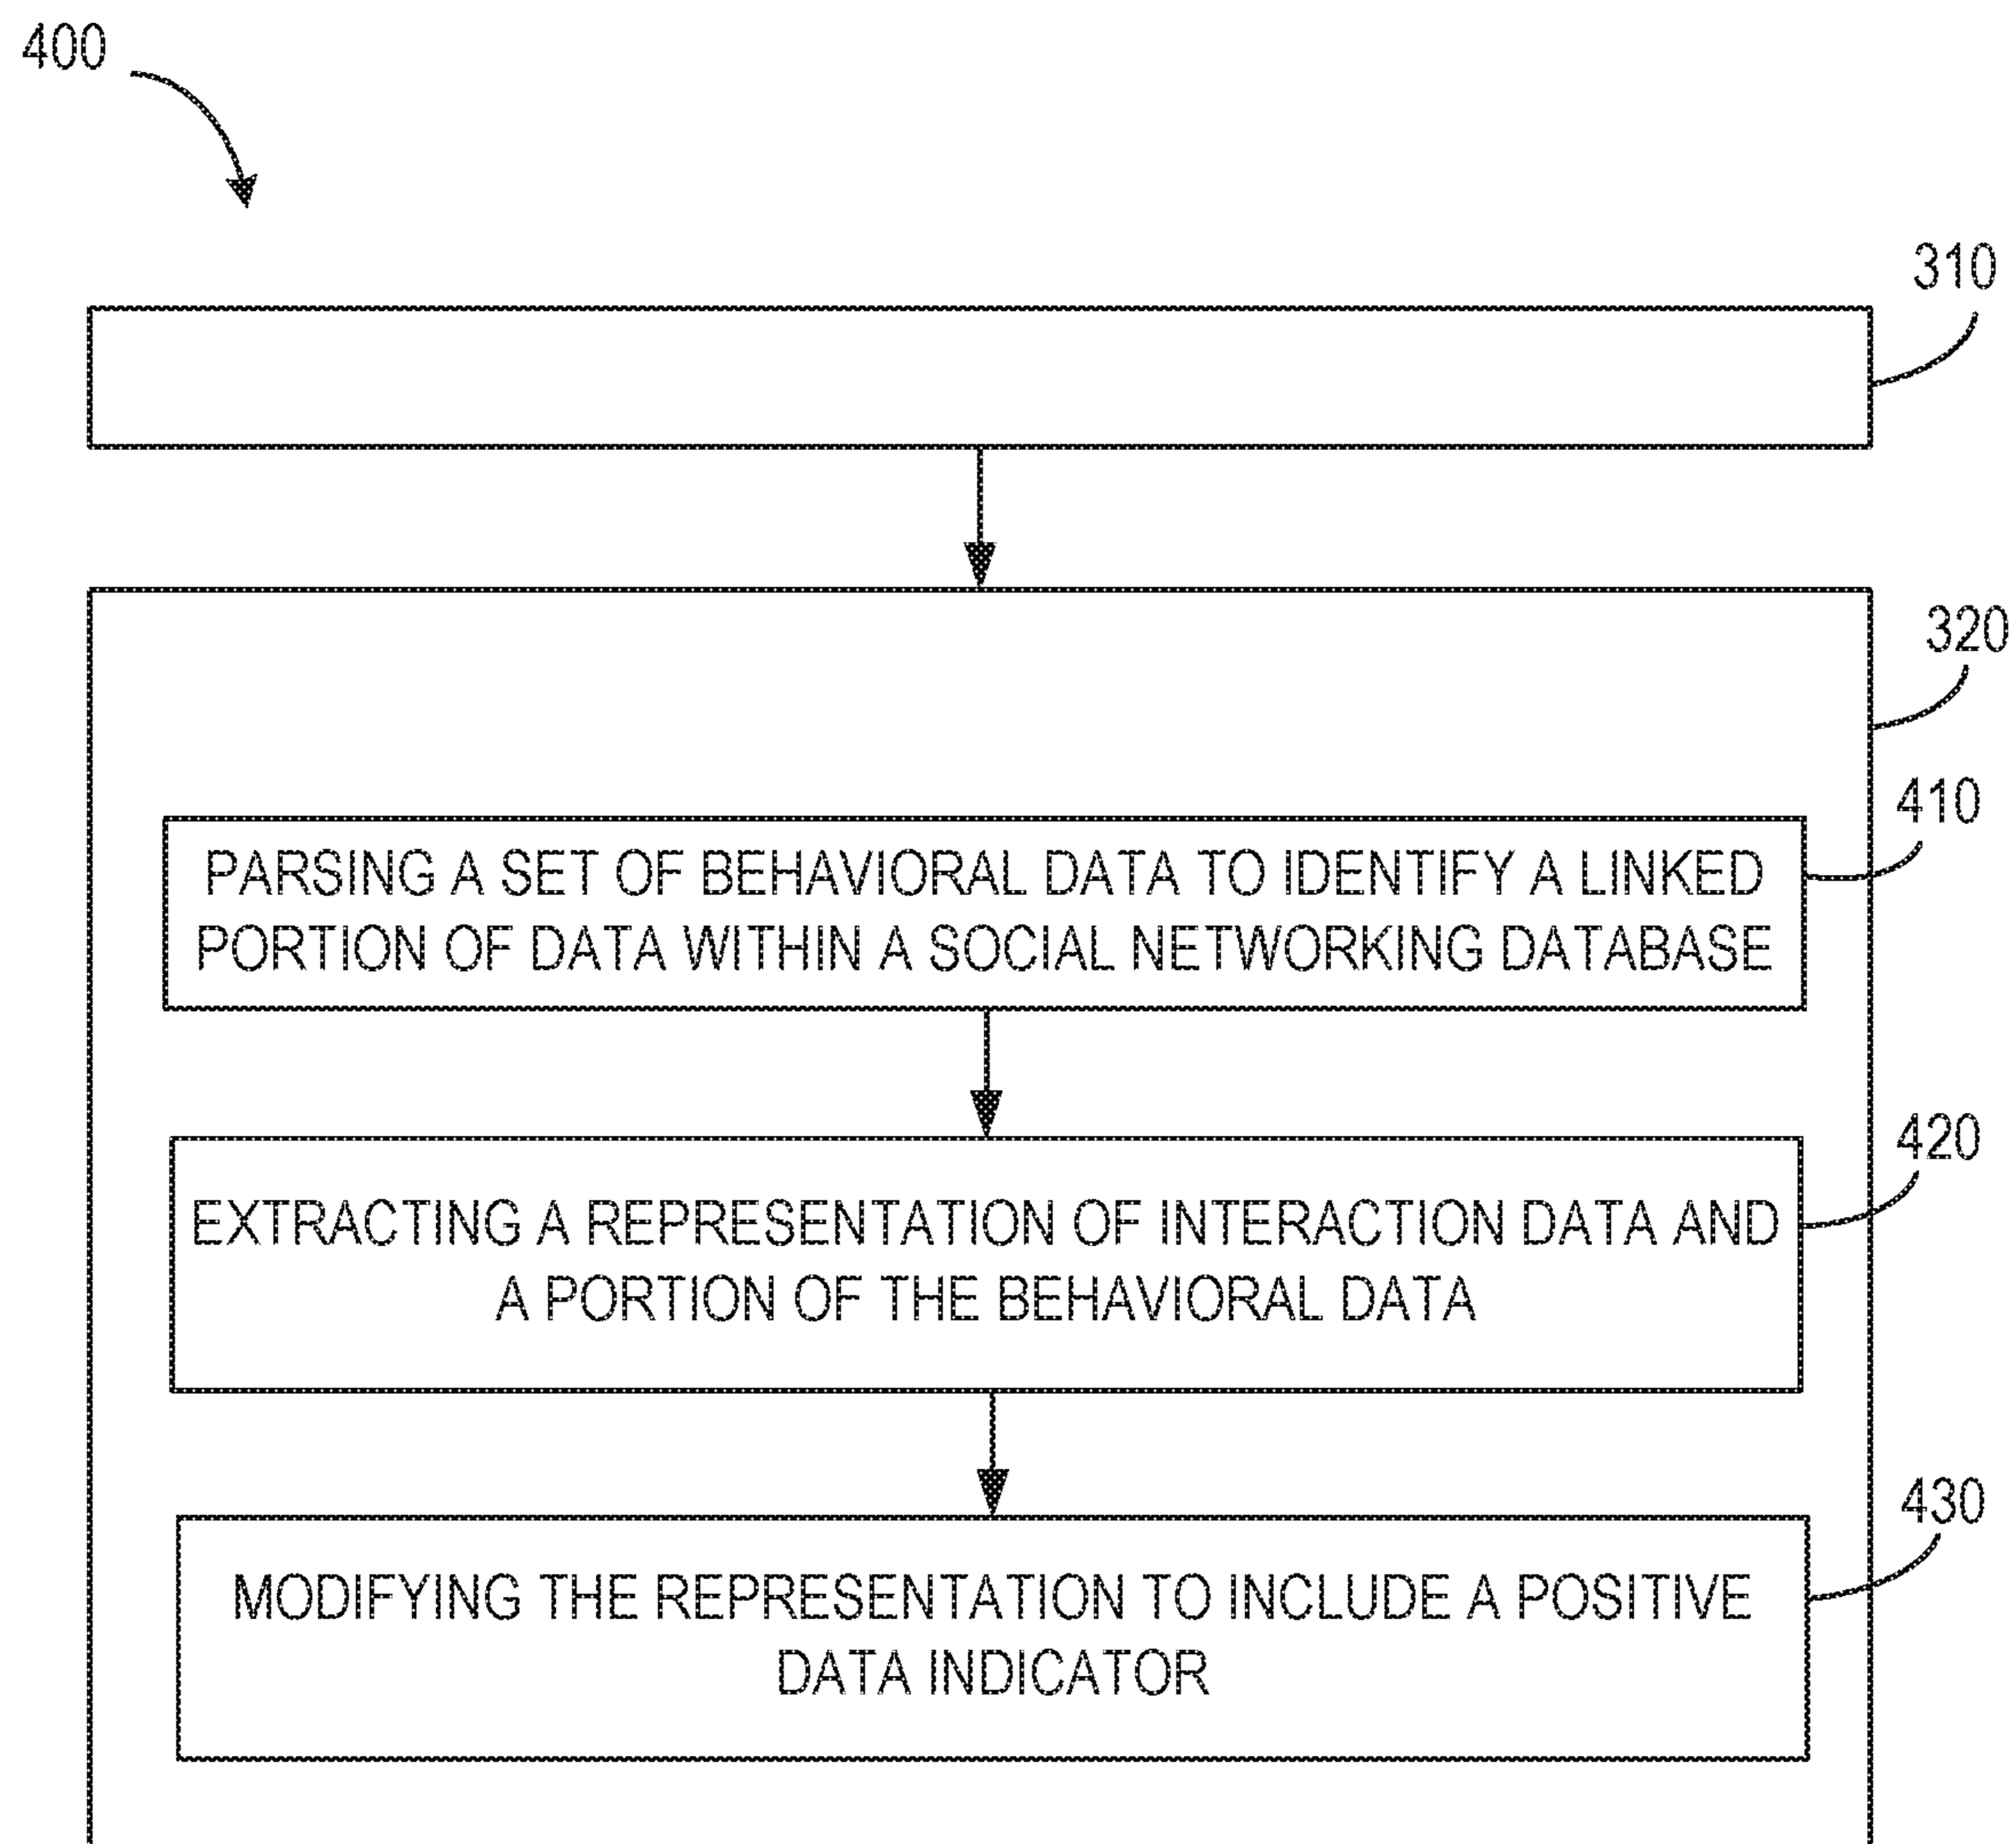 400
310
320
410
PARSING A SET OF BEHAVIORAL DATA TO IDENTIFY A LINKED
PORTION OF DATA WITHIN A SOCIAL NETWORKING DATABASE
420
EXTRACTING A REPRESENTATION OF INTERACTION DATA AND
A PORTION OF THE BEHAVIORAL DATA
430
MODIFYING THE REPRESENTATION TO INCLUDE A POSITIVE
DATA INDICATOR